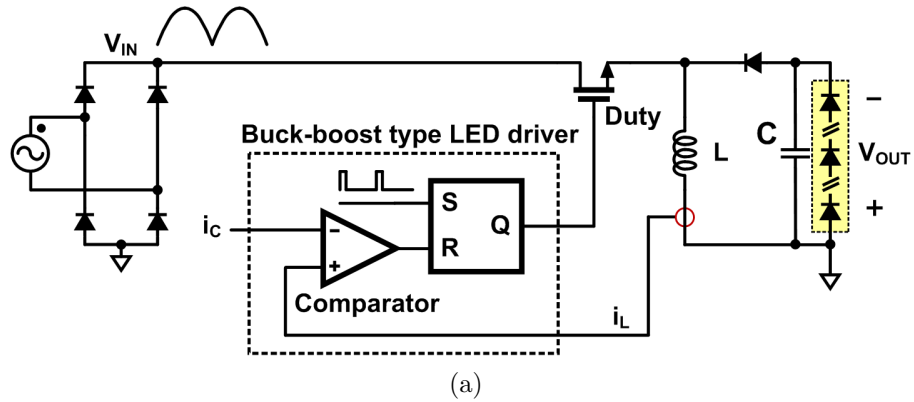 V_IN
Duty
Buck-boost type LED driver
L
C
−
V_OUT
+
S
Q
R
i_C
−
+
Comparator
i_L
(a)